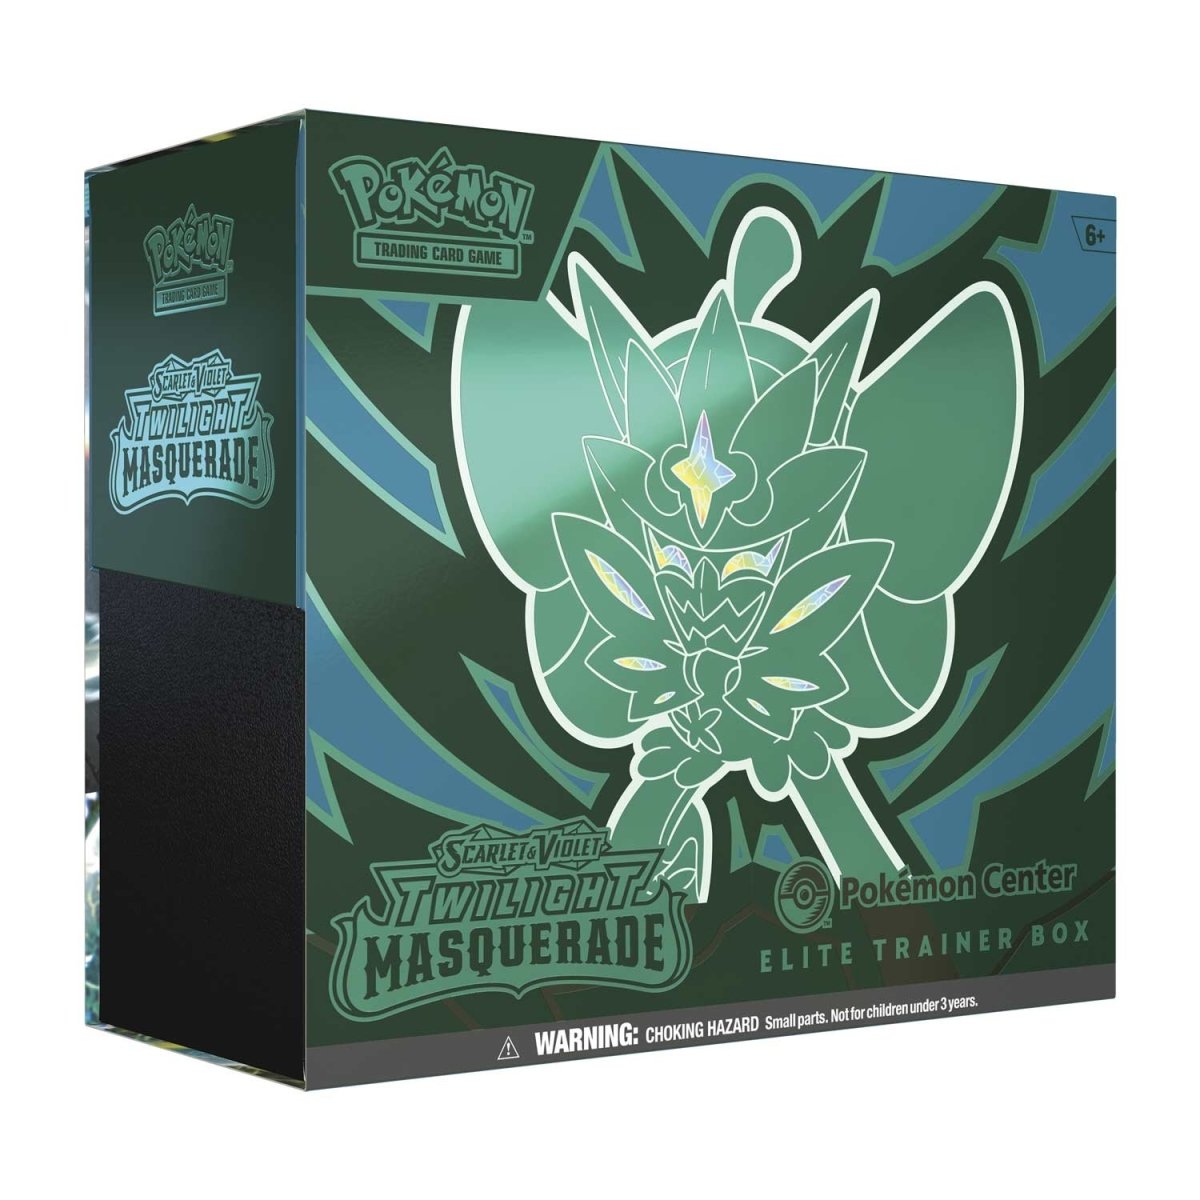 POKéMON
TRADING CARD GAME
SCARLET & VIOLET
TWILIGHT
MASQUERADE
POKéMON™
TRADING CARD GAME
6+
SCARLET & VIOLET
TWILIGHT
MASQUERADE
Pokémon Center
ELITE TRAINER BOX
WARNING: CHOKING HAZARD Small parts. Not for children under 3 years.